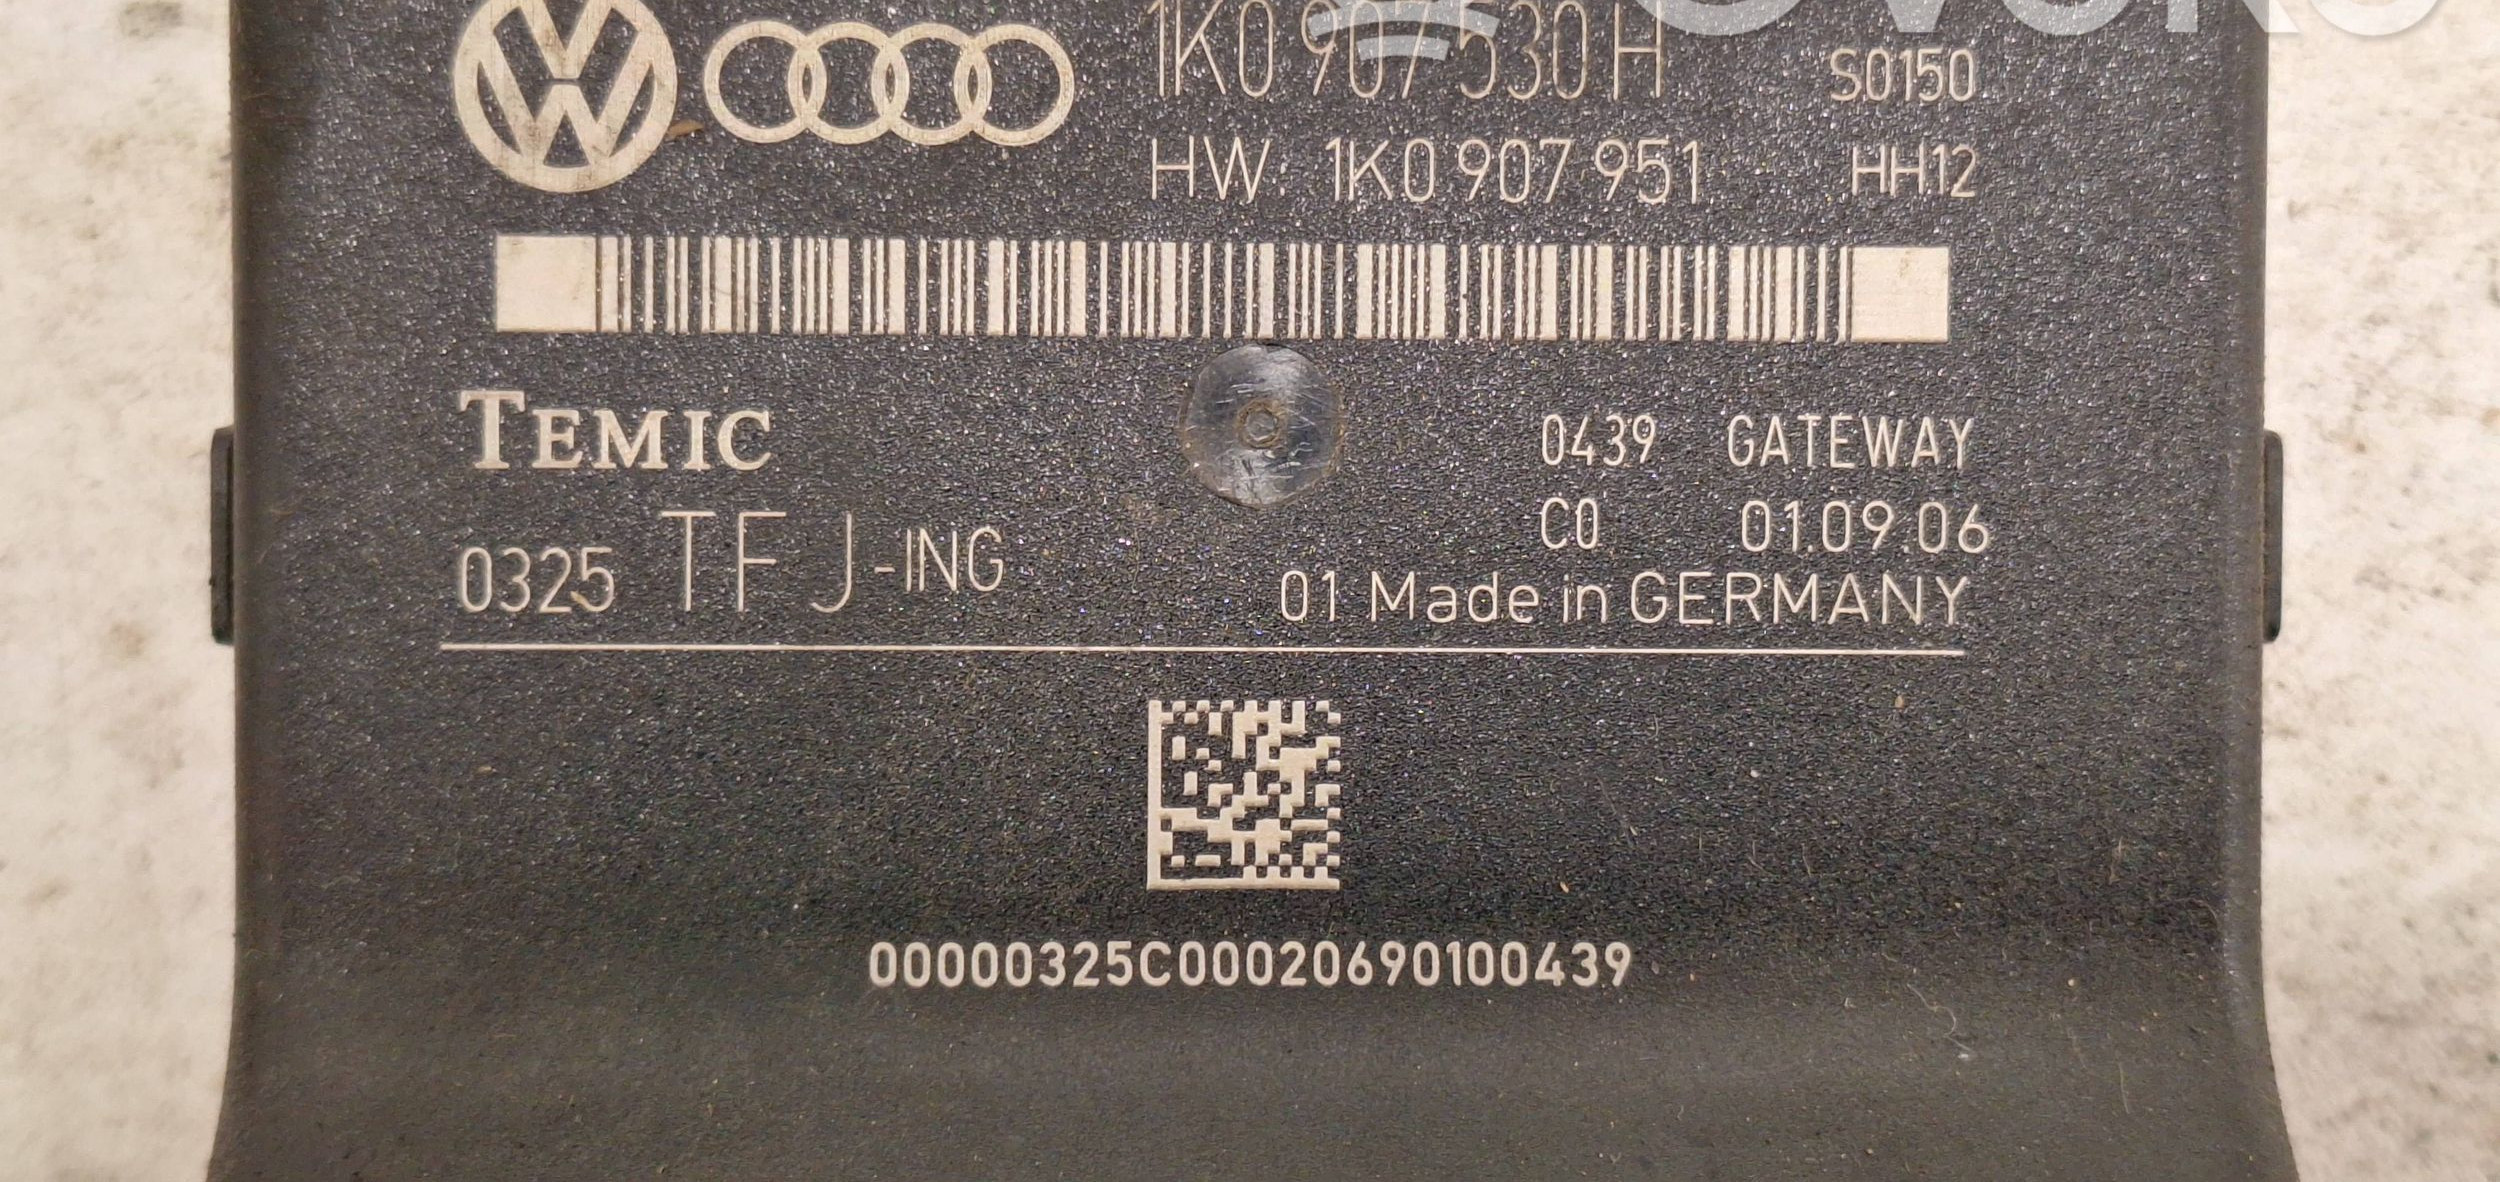 1K0 907 530 H S0150
HW: 1K0 907 951 HH12
TEMIC
0439 GATEWAY
C0 01.09.06
0325 TFJ-ING
01 Made in GERMANY
00000325C00020690100439